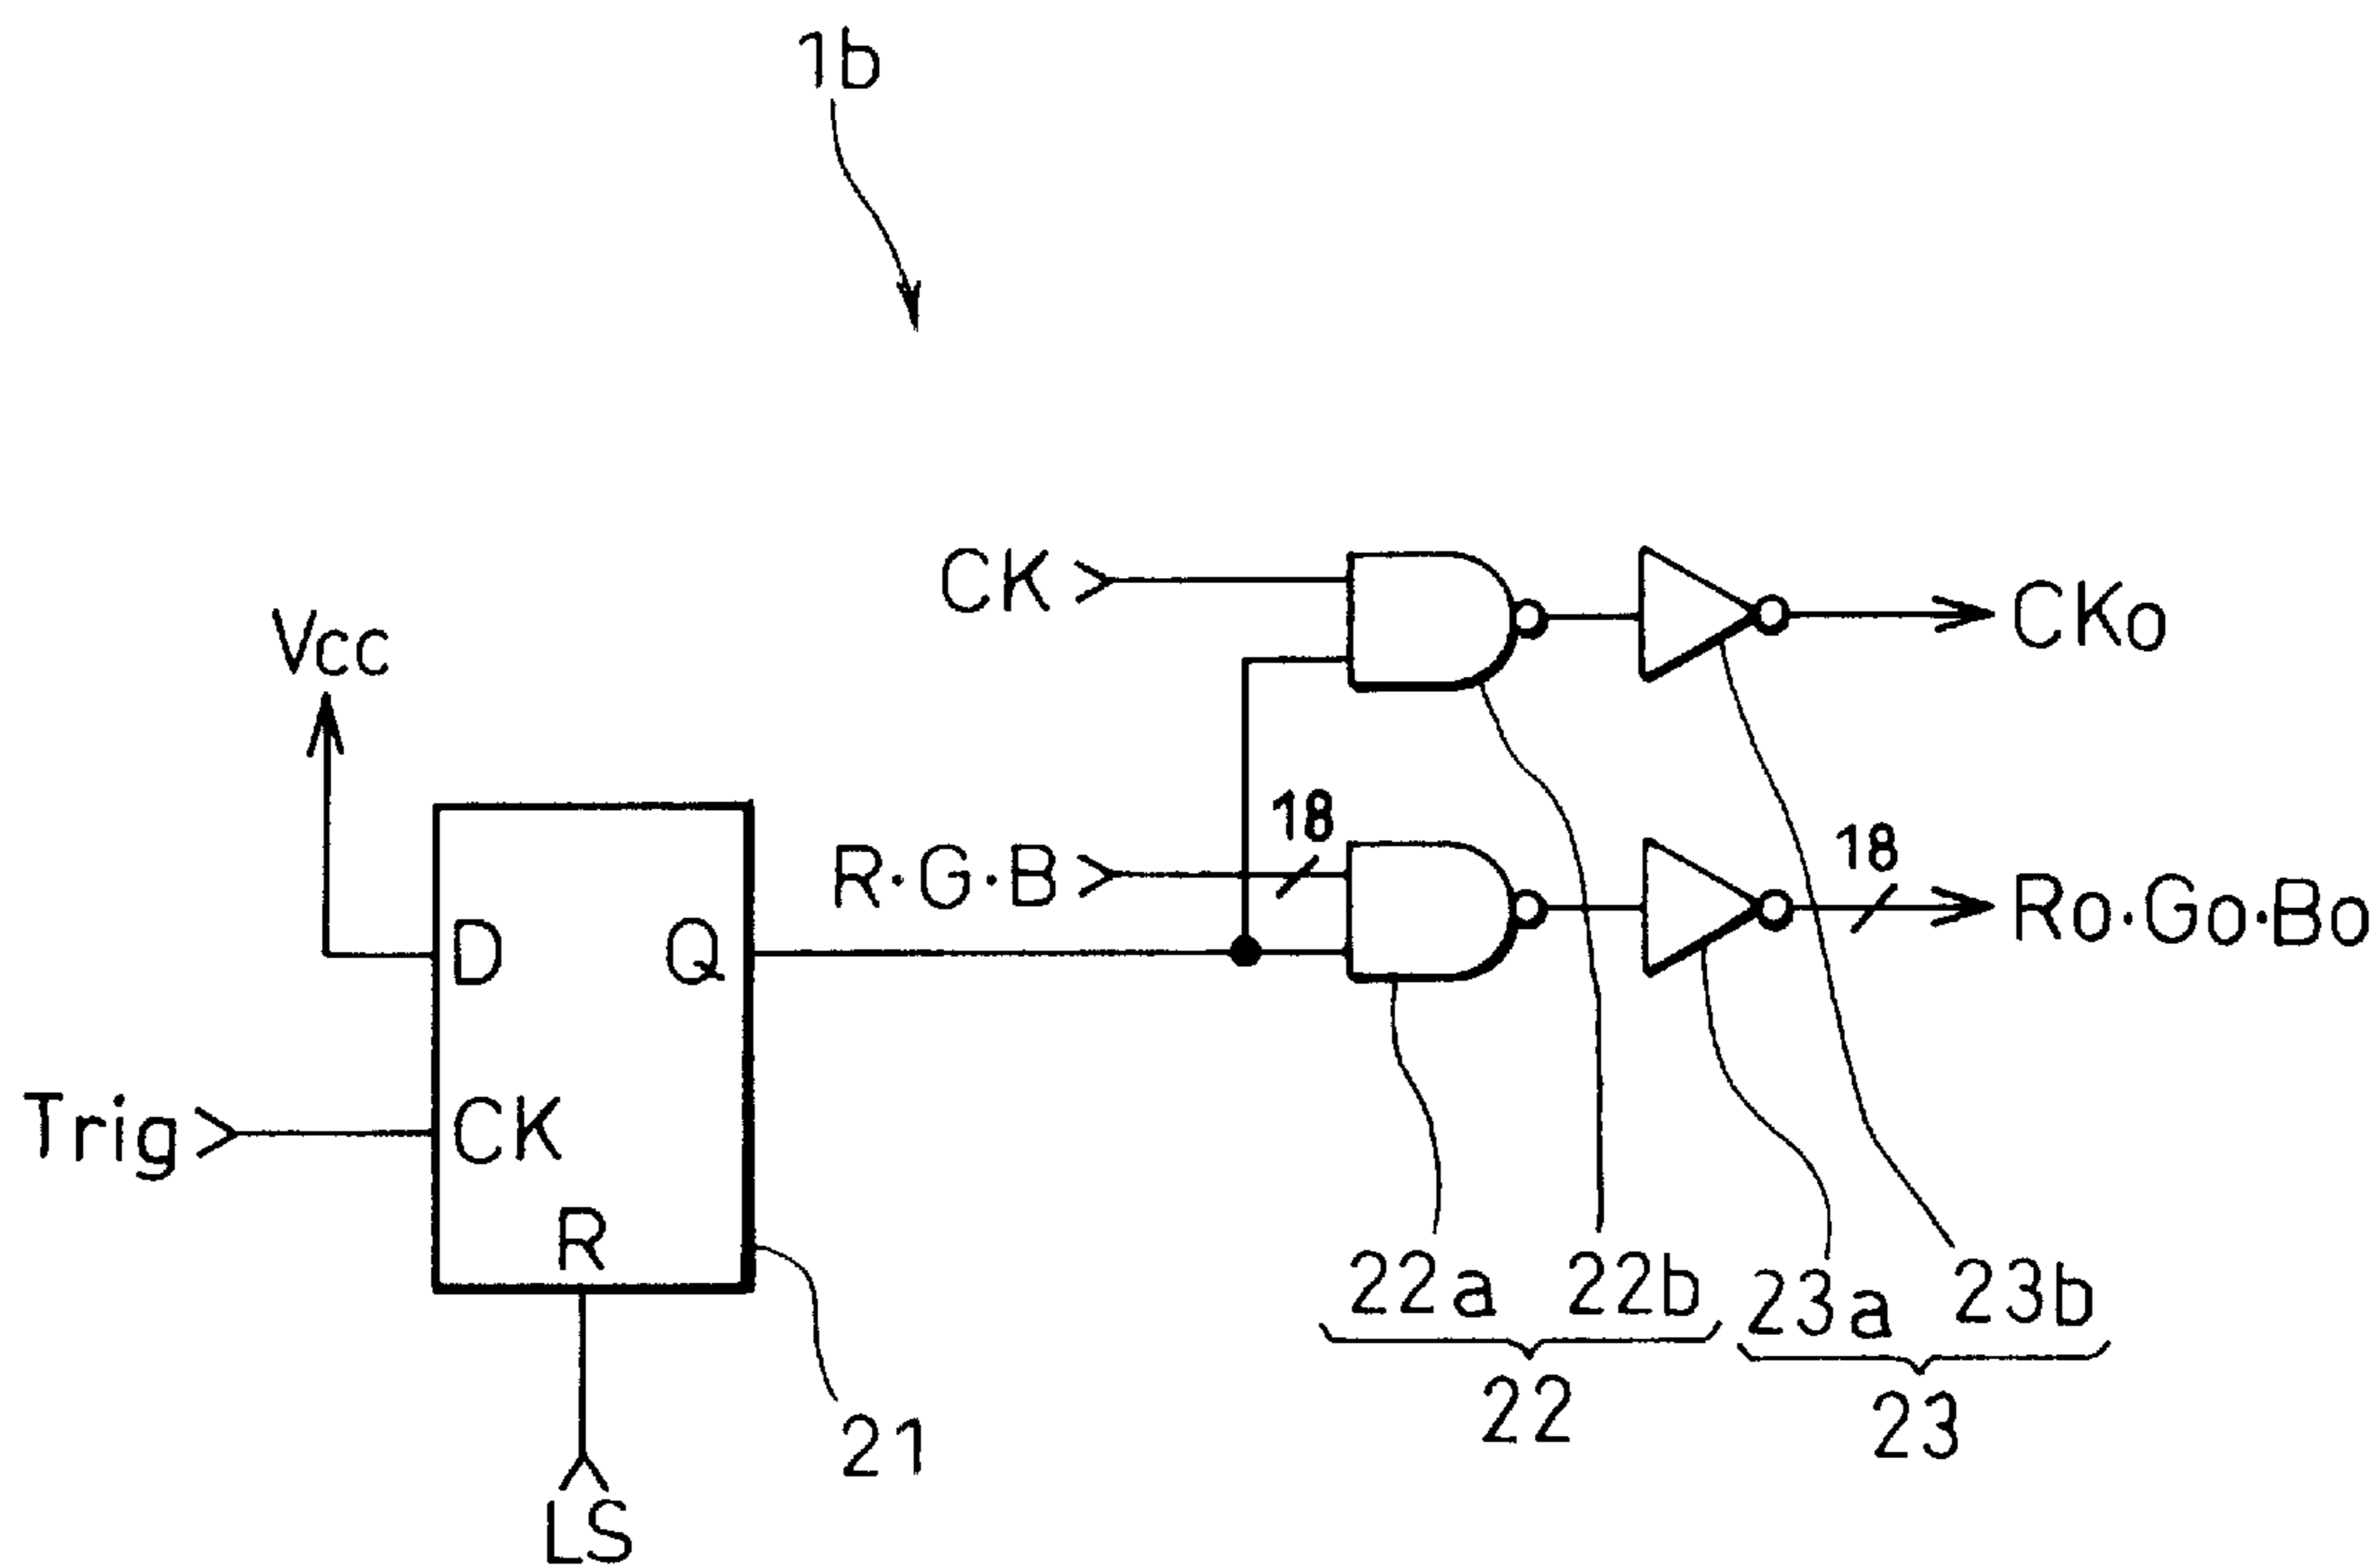 1b
CK
CKo
Vcc
18
R·G·B
18
Ro·Go·Bo
D
Q
Trig
CK
R
22a
22b
23a
23b
22
23
21
LS